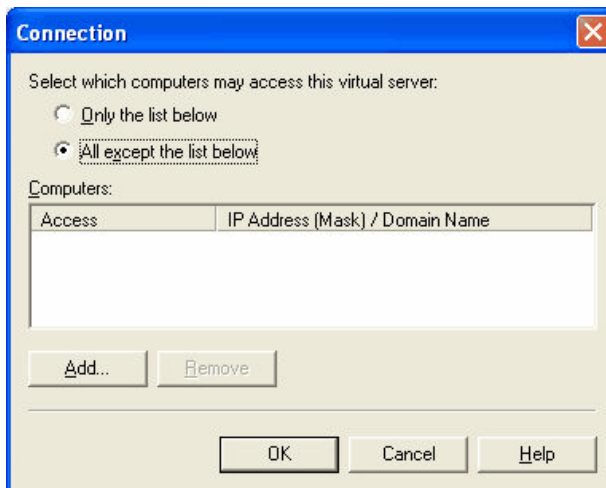 Connection
Select which computers may access this virtual server:
Only the list below
All except the list below
Computers:
Access IP Address (Mask) / Domain Name
Add... Remove
OK Cancel Help